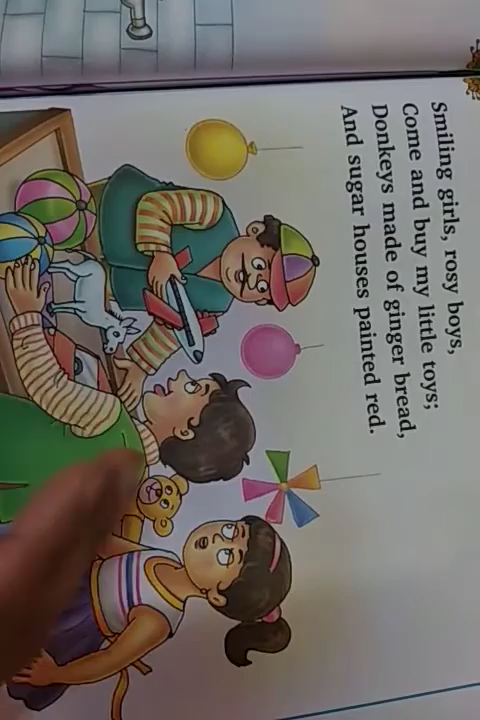 Smiling girls, rosy boys,
Come and buy my little toys;
Donkeys made of ginger bread,
And sugar houses painted red.